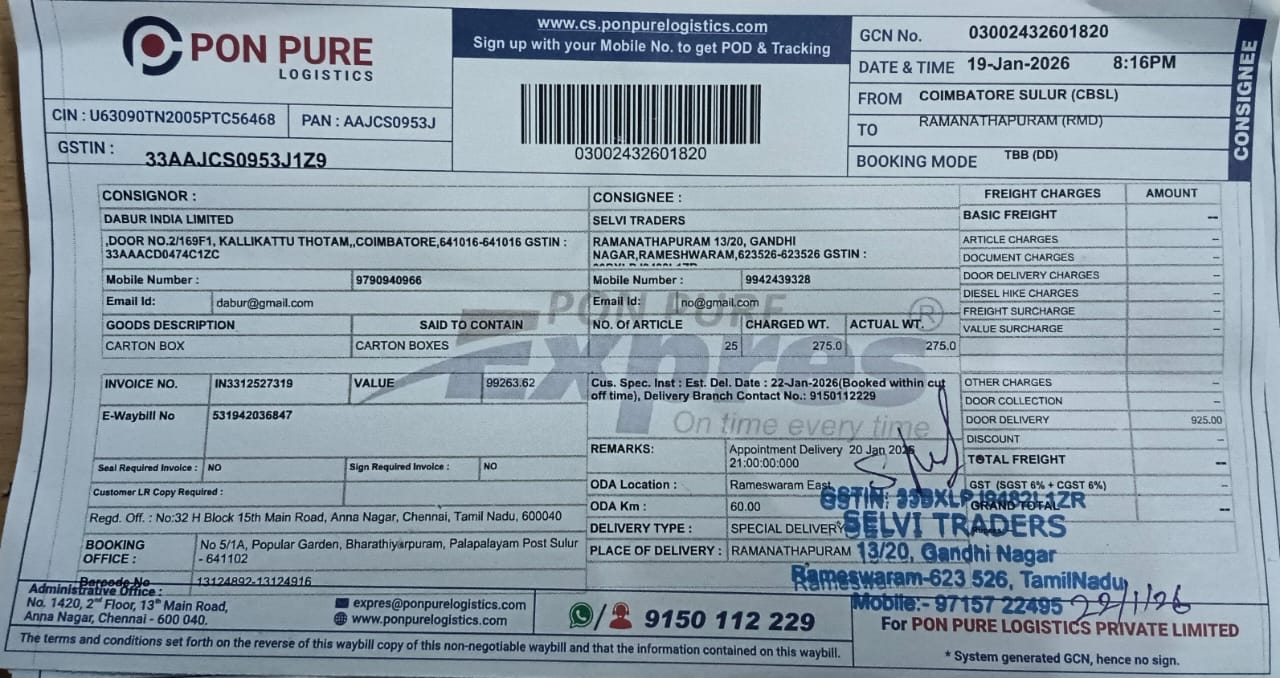 PON PURE
LOGISTICS
www.cs.ponpurelogistics.com
Sign up with your Mobile No. to get POD & Tracking
03002432601820
GCN No. 03002432601820
DATE & TIME 19-Jan-2026 8:16PM
FROM COIMBATORE SULUR (CBSL)
TO RAMANATHAPURAM (RMD)
BOOKING MODE TBB (DD)
CONSIGNEE
CIN : U63090TN2005PTC56468 PAN : AAJCS0953J
GSTIN : 33AAJCS0953J1Z9
CONSIGNOR :
DABUR INDIA LIMITED
,DOOR NO.2/169F1, KALLIKATTU THOTAM,,COIMBATORE,641016-641016 GSTIN :
33AAACD0474C1ZC
Mobile Number : 9790940966
Email Id: dabur@gmail.com
CONSIGNEE :
SELVI TRADERS
RAMANATHAPURAM 13/20, GANDHI
NAGAR,RAMESHWARAM,623526-623526 GSTIN :
Mobile Number : 9942439328
Email Id: no@gmail.com
GOODS DESCRIPTION SAID TO CONTAIN NO. Of ARTICLE CHARGED WT. ACTUAL WT.
CARTON BOX CARTON BOXES 25 275.0 275.0
PON PURE
Expres
On time every time
INVOICE NO. IN3312527319 VALUE 99263.62
E-Waybill No 531942036847
Seal Required Invoice : NO Sign Required Invoice : NO
Customer LR Copy Required :
Regd. Off. : No:32 H Block 15th Main Road, Anna Nagar, Chennai, Tamil Nadu, 600040
BOOKING OFFICE : No 5/1A, Popular Garden, Bharathiyarpuram, Palapalayam Post Sulur
- 641102
Barcode No 13124892-13124916
Cus. Spec. Inst : Est. Del. Date : 22-Jan-2026(Booked within cut
off time), Delivery Branch Contact No.: 9150112229
REMARKS: Appointment Delivery 20 Jan 2026
21:00:00:000
ODA Location : Rameswaram East
ODA Km : 60.00
DELIVERY TYPE : SPECIAL DELIVERY
PLACE OF DELIVERY : RAMANATHAPURAM
FREIGHT CHARGES AMOUNT
BASIC FREIGHT --
ARTICLE CHARGES --
DOCUMENT CHARGES --
DOOR DELIVERY CHARGES --
DIESEL HIKE CHARGES --
FREIGHT SURCHARGE --
VALUE SURCHARGE --
OTHER CHARGES --
DOOR COLLECTION --
DOOR DELIVERY 925.00
DISCOUNT --
TOTAL FREIGHT --
GST (SGST 6% + CGST 6%)
GRAND TOTAL --
SELVI TRADERS
13/20, Gandhi Nagar
Rameswaram-623 526, TamilNadu
Mobile:- 97157 22495
22/1/26
Administrative Office :
No. 1420, 2nd Floor, 13th Main Road,
Anna Nagar, Chennai - 600 040.
expres@ponpurelogistics.com
www.ponpurelogistics.com
9150 112 229
For PON PURE LOGISTICS PRIVATE LIMITED
* System generated GCN, hence no sign.
The terms and conditions set forth on the reverse of this waybill copy of this non-negotiable waybill and that the information contained on this waybill.